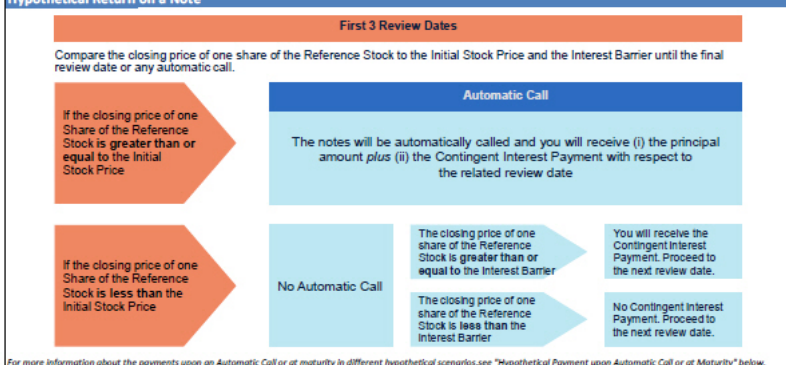 Hypothetical Return on a Note
First 3 Review Dates
Compare the closing price of one share of the Reference Stock to the Initial Stock Price and the Interest Barrier until the final
review date or any automatic call.
If the closing price of one
Share of the Reference
Stock is greater than or
equal to the Initial
Stock Price
Automatic Call
The notes will be automatically called and you will receive (i) the principal
amount plus (ii) the Contingent Interest Payment with respect to
the related review date
If the closing price of one
Share of the Reference
Stock is less than the
Initial Stock Price
No Automatic Call
The closing price of one
share of the Reference
Stock is greater than or
equal to the Interest Barrier
You will receive the
Contingent Interest
Payment. Proceed to
the next review date.
The closing price of one
share of the Reference
Stock is less than the
Interest Barrier
No Contingent Interest
Payment. Proceed to
the next review date.
For more information about the payments upon an Automatic Call or at maturity in different hypothetical scenarios,see "Hypothetical Payment upon Automatic Call or at Maturity" below.